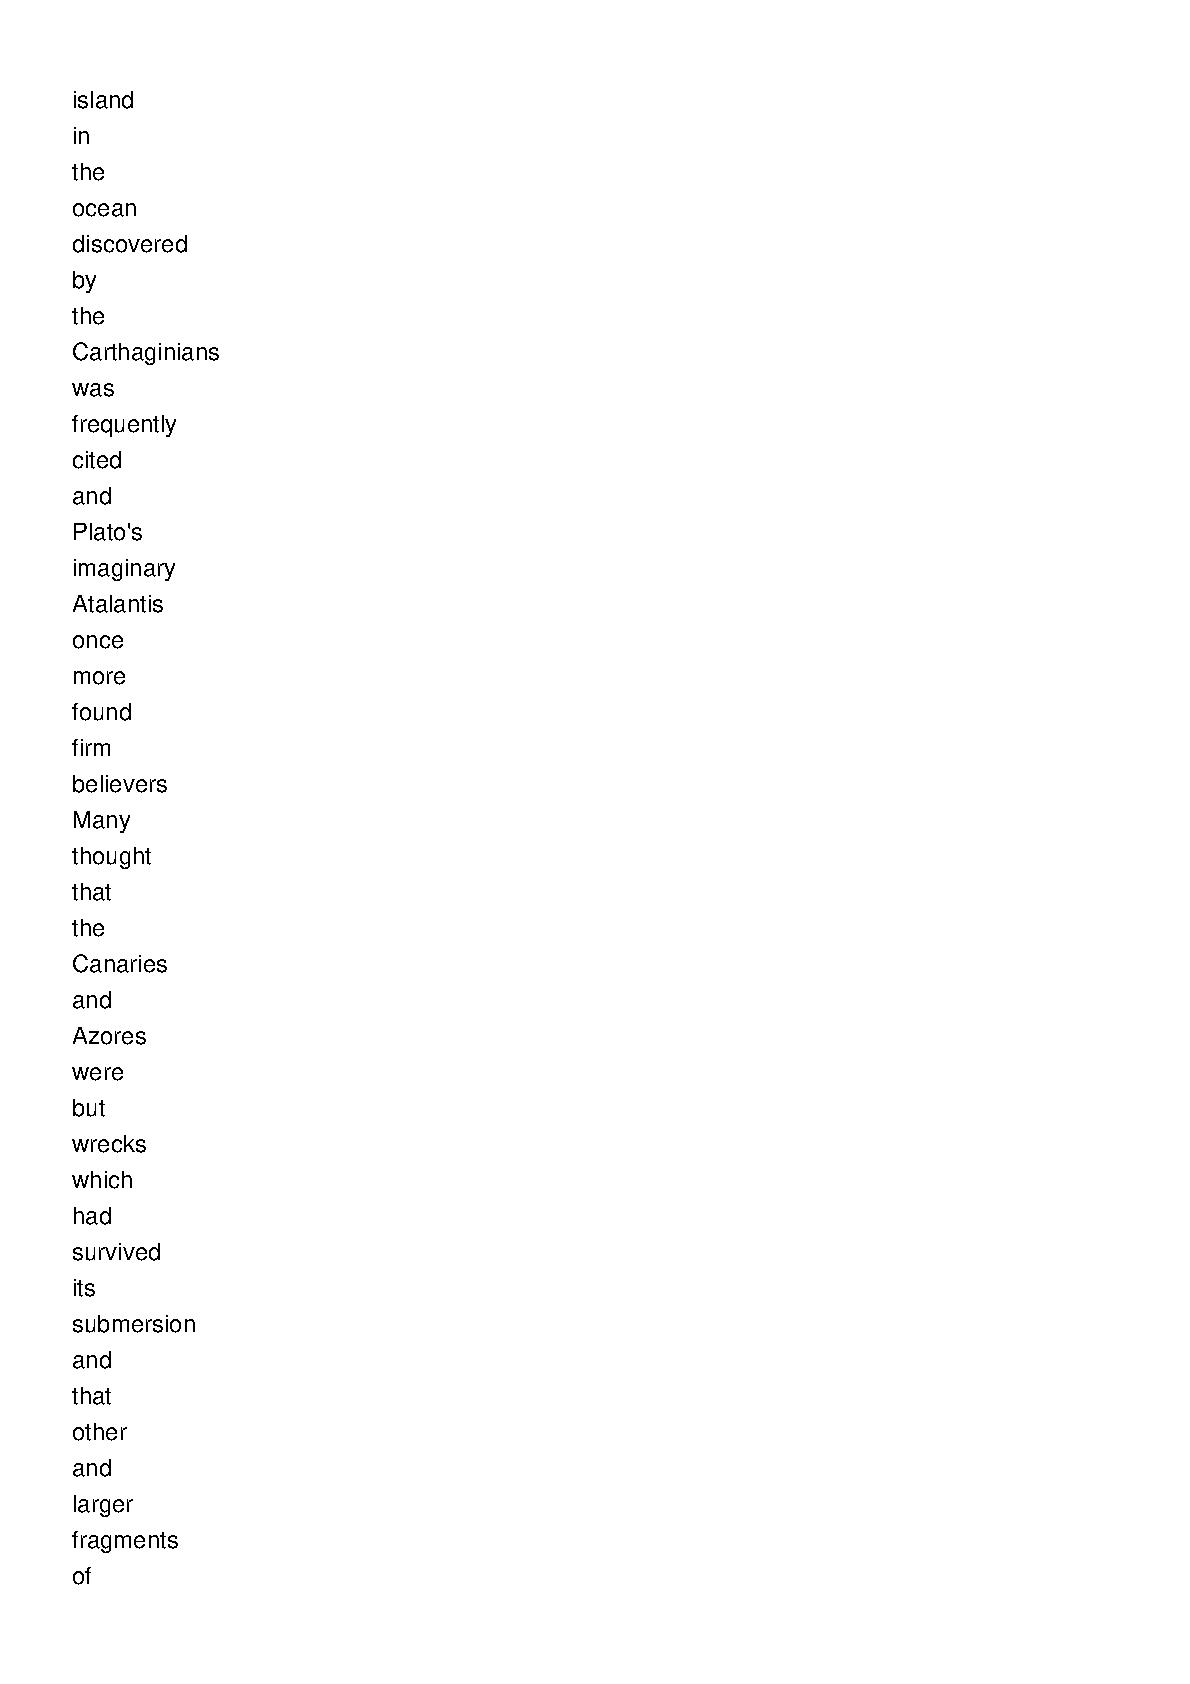 island
in
the
ocean
discovered
by
the
Carthaginians
was
frequently
cited
and
Plato's
imaginary
Atalantis
once
more
found
firm
believers
Many
thought
that
the
Canaries
and
Azores
were
but
wrecks
which
had
survived
its
submersion
and
that
other
and
larger
fragments
of